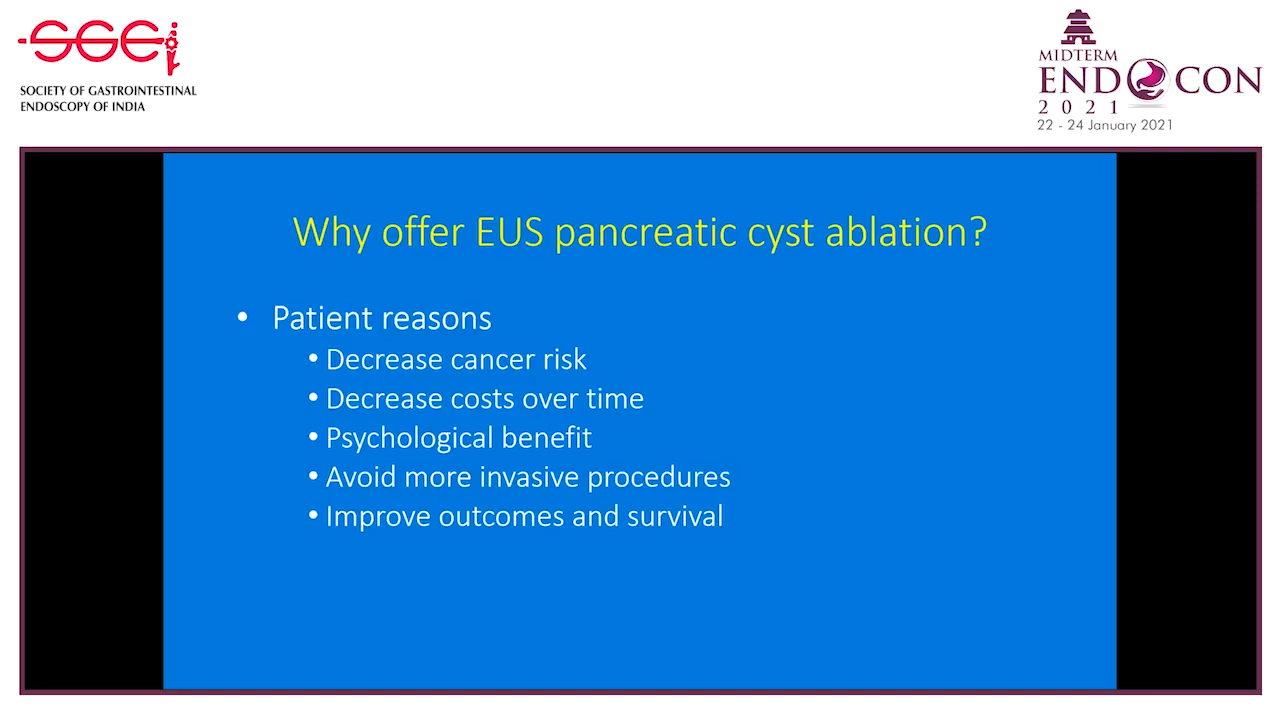 SGEi
SOCIETY OF GASTROINTESTINAL
ENDOSCOPY OF INDIA
MIDTERM
ENDOCON
2021
22 - 24 January 2021
Why offer EUS pancreatic cyst ablation?
• Patient reasons
• Decrease cancer risk
• Decrease costs over time
• Psychological benefit
• Avoid more invasive procedures
• Improve outcomes and survival